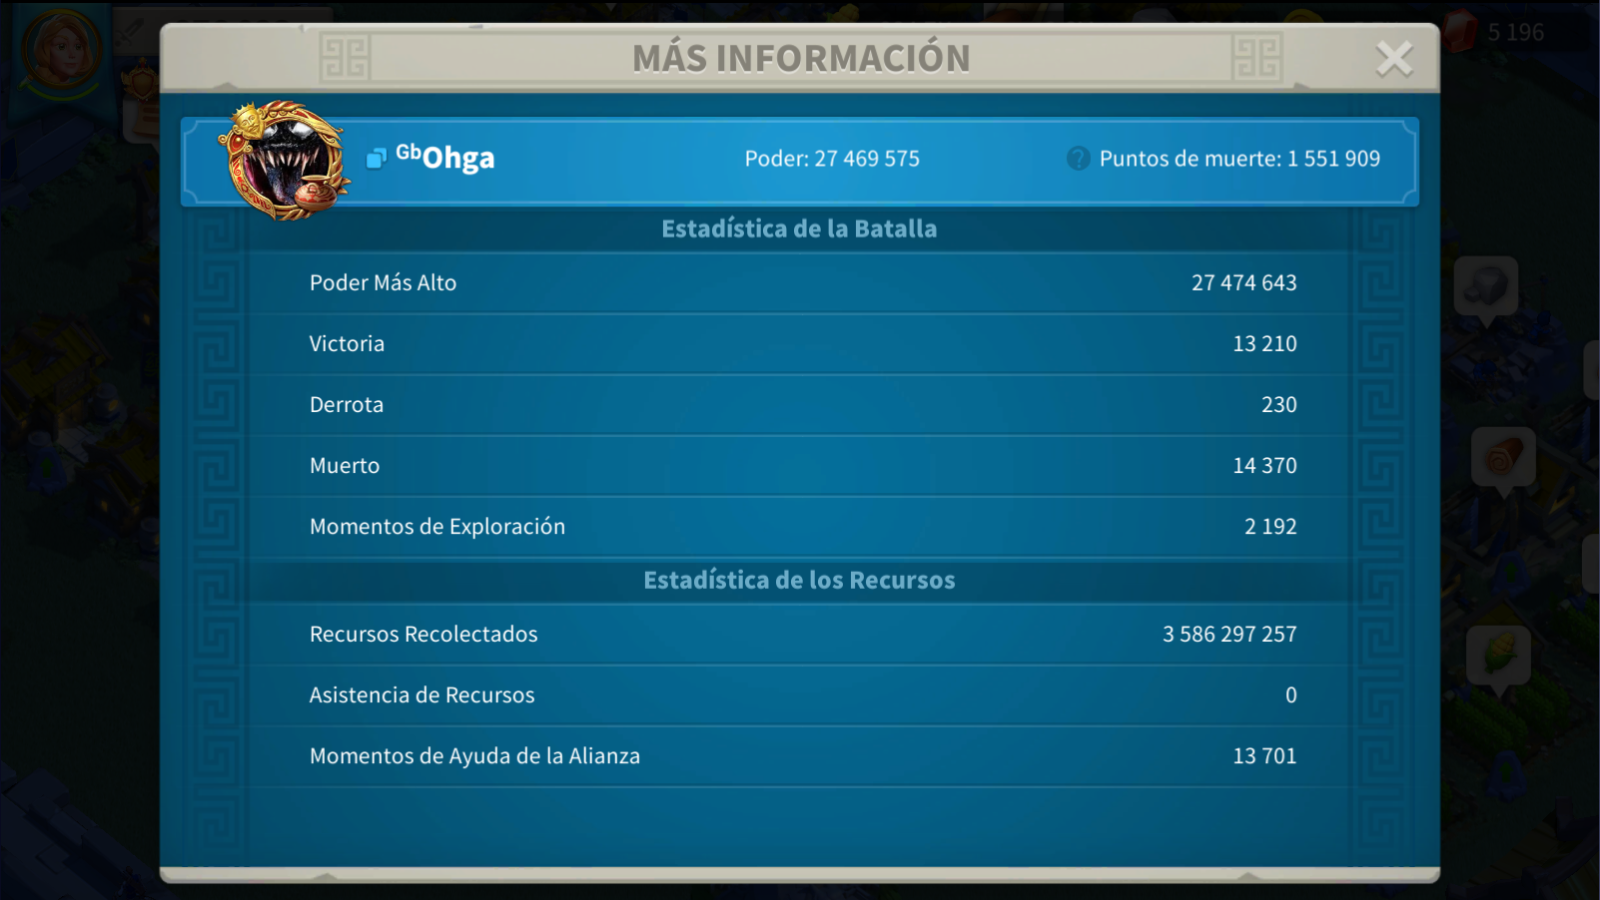 5 196
MÁS INFORMACIÓN
GbOhga
Poder: 27 469 575
? Puntos de muerte: 1 551 909
Estadística de la Batalla
Poder Más Alto 27 474 643
Victoria 13 210
Derrota 230
Muerto 14 370
Momentos de Exploración 2 192
Estadística de los Recursos
Recursos Recolectados 3 586 297 257
Asistencia de Recursos 0
Momentos de Ayuda de la Alianza 13 701